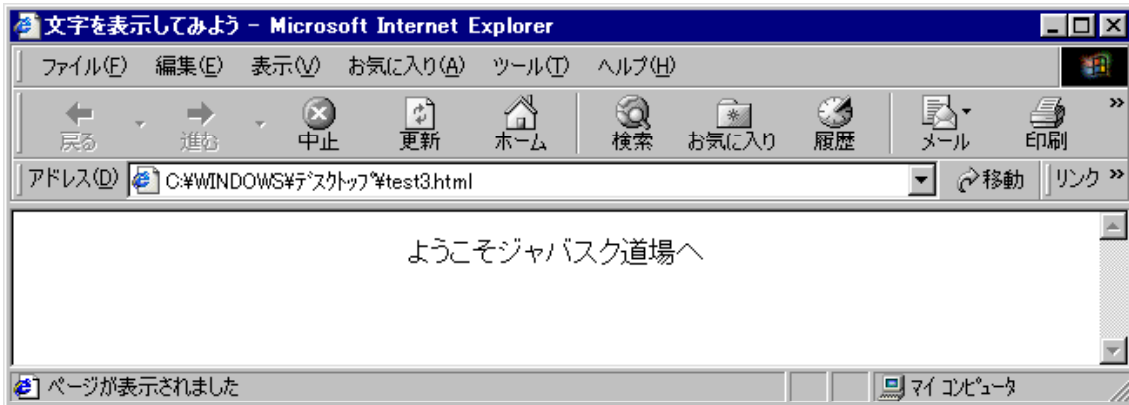 文字を表示してみよう - Microsoft Internet Explorer
ファイル(F) 編集(E) 表示(V) お気に入り(A) ツール(T) ヘルプ(H)
戻る 進む 中止 更新 ホーム 検索 お気に入り 履歴 メール 印刷 »
アドレス(D) C:¥WINDOWS¥ﾃﾞｽｸﾄｯﾌﾟ¥test3.html 移動 リンク »
ようこそジャバスク道場へ
ページが表示されました マイ ｺﾝﾋﾟｭｰﾀ